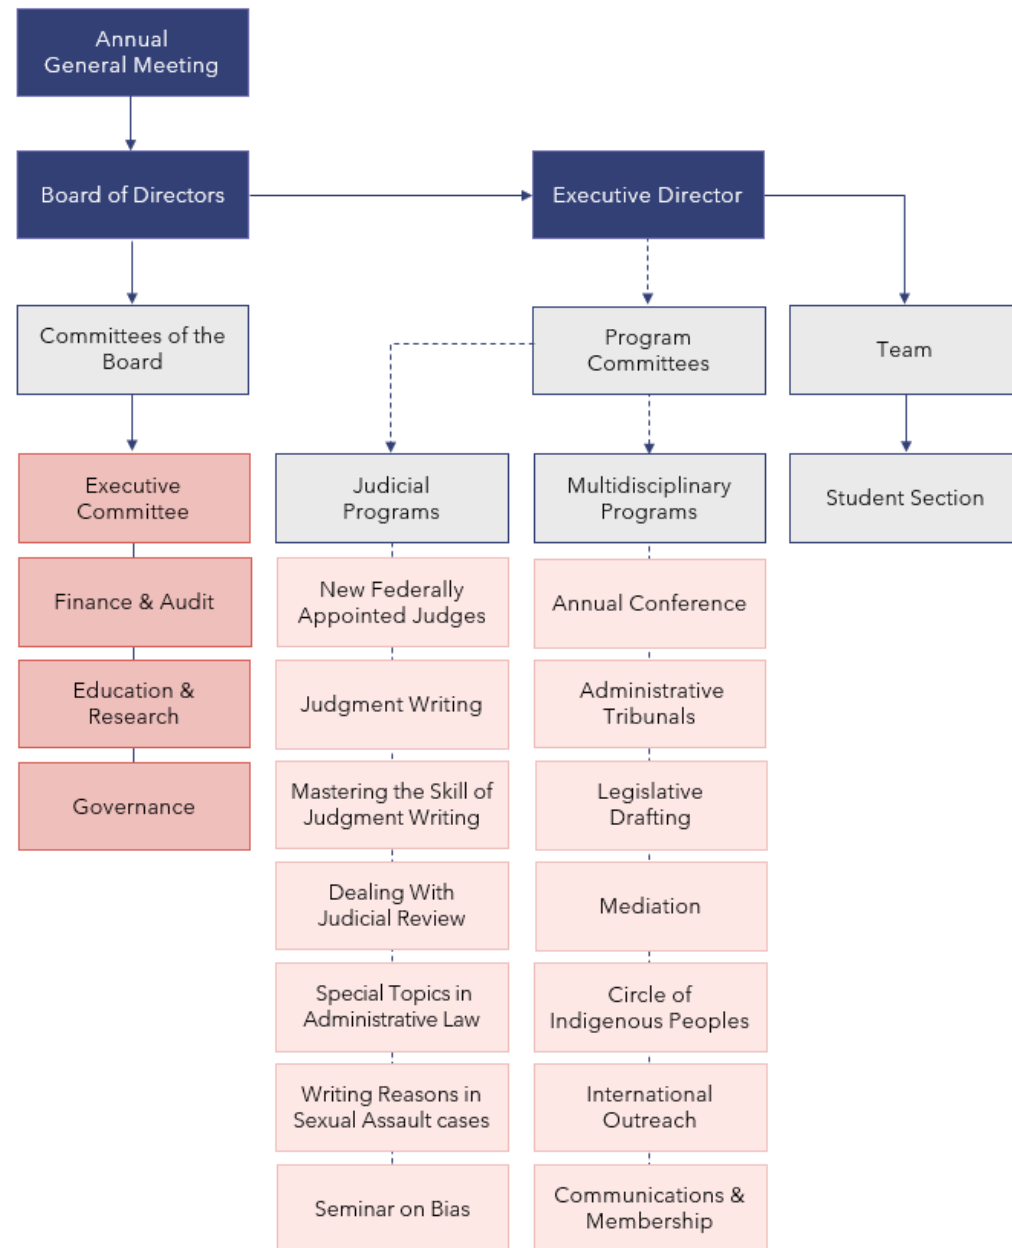 Annual
General Meeting
Board of Directors
Executive Director
Committees of the
Board
Program
Committees
Team
Executive
Committee
Judicial
Programs
Multidisciplinary
Programs
Student Section
Finance & Audit
New Federally
Appointed Judges
Annual Conference
Education &
Research
Judgment Writing
Administrative
Tribunals
Governance
Mastering the Skill of
Judgment Writing
Legislative
Drafting
Dealing With
Judicial Review
Mediation
Special Topics in
Administrative Law
Circle of
Indigenous Peoples
Writing Reasons in
Sexual Assault cases
International
Outreach
Seminar on Bias
Communications &
Membership